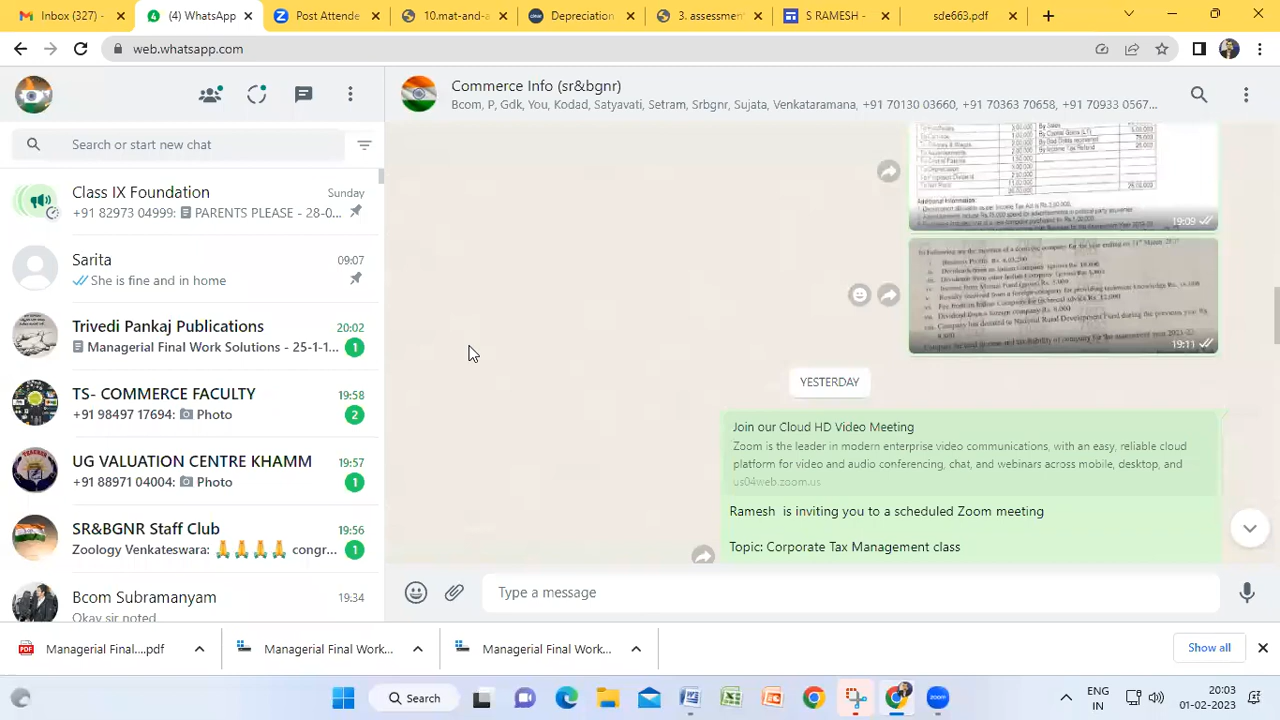 Inbox (327) -
(4) WhatsApp
Post Attende
10.mat-and-a
Depreciation
3. assessmen
S RAMESH -
sde663.pdf
web.whatsapp.com
Commerce Info (sr&bgnr)
Bcom, P, Gdk, You, Kodad, Satyavati, Setram, Srbgnr, Sujata, Venkataramana, +91 70130 03660, +91 70363 70658, +91 70933 0567...
Search or start new chat
Class IX Foundation
Sunday
+91 82973 04999: PARENTS PLEASE - 28-0...
Sarita
09:07
She is fine and in home
Trivedi Pankaj Publications
20:02
Managerial Final Work Solutions - 25-1-1...
1
TS- COMMERCE FACULTY
19:58
+91 98497 17694: Photo
2
UG VALUATION CENTRE KHAMM
19:57
+91 88971 04004: Photo
1
SR&BGNR Staff Club
19:56
Zoology Venkateswara: 🙏🙏🙏🙏 congr...
1
Bcom Subramanyam
19:34
Okay sir noted
Additional Information:
19:09
19:11
YESTERDAY
Join our Cloud HD Video Meeting
Zoom is the leader in modern enterprise video communications, with an easy, reliable cloud
platform for video and audio conferencing, chat, and webinars across mobile, desktop, and
us04web.zoom.us
Ramesh is inviting you to a scheduled Zoom meeting
Topic: Corporate Tax Management class
Type a message
Managerial Final....pdf
Managerial Final Work...
Managerial Final Work...
Show all
Search
ENG
IN
20:03
01-02-2023